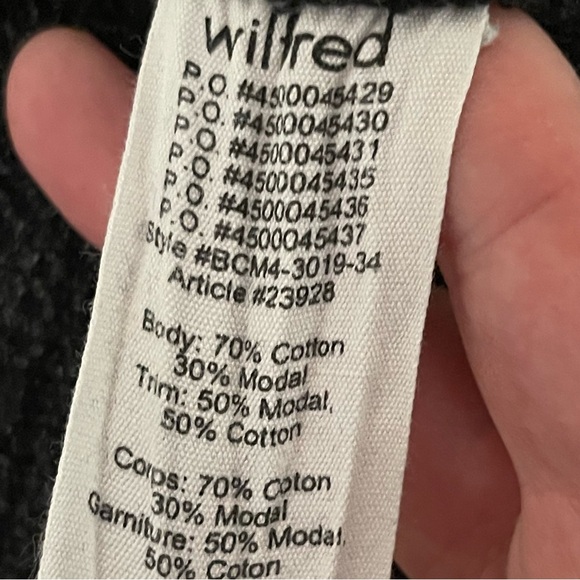 wilfred
P.O. #4500045429
P.O. #4500045430
P.O. #4500045431
P.O. #4500045435
P.O. #4500045436
P.O. #4500045437
Style #BCM4-3019-34
Article #23928
Body: 70% Cotton
30% Modal
Trim: 50% Modal,
50% Cotton
Corps: 70% Coton
30% Modal
Garniture: 50% Modal,
50% Coton